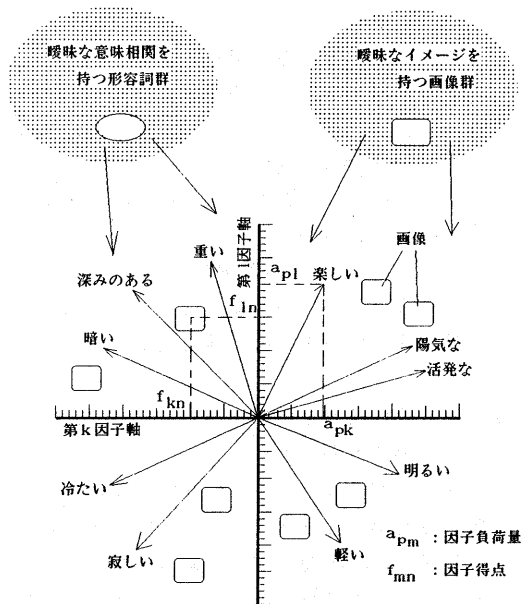 曖昧な意味相関を
持つ形容詞群
曖昧なイメージを
持つ画像群
第l因子軸
重い
a_pl
楽しい
画像
深みのある
f_ln
暗い
陽気な
活発な
f_kn
第k因子軸
a_pk
冷たい
明るい
寂しい
軽い
a_pm :因子負荷量
f_mn :因子得点